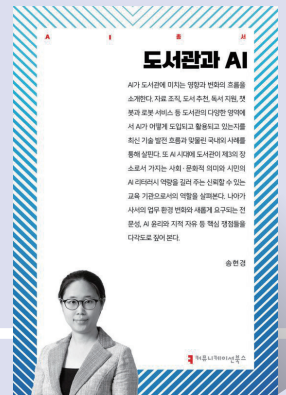 AI총서
도서관과 AI
AI가 도서관에 미치는 영향과 변화의 흐름을
소개한다. 자료 조직, 도서 추천, 독서 지원, 챗
봇과 로봇 서비스 등 도서관의 다양한 영역에
서 AI가 어떻게 도입되고 활용되고 있는지를
최신 기술 발전 흐름과 맞물린 국내외 사례를
통해 살핀다. 또 AI 시대에 도서관이 제3의 장
소로서 가지는 사회·문화적 의미와 시민의
AI 리터러시 역량을 길러 주는 신뢰할 수 있는
교육 기관으로서의 역할을 살펴본다. 나아가
사서의 업무 환경 변화와 새롭게 요구되는 전
문성, AI 윤리와 지적 자유 등 핵심 쟁점들을
다각도로 짚어 본다.
송현경
커뮤니케이션북스